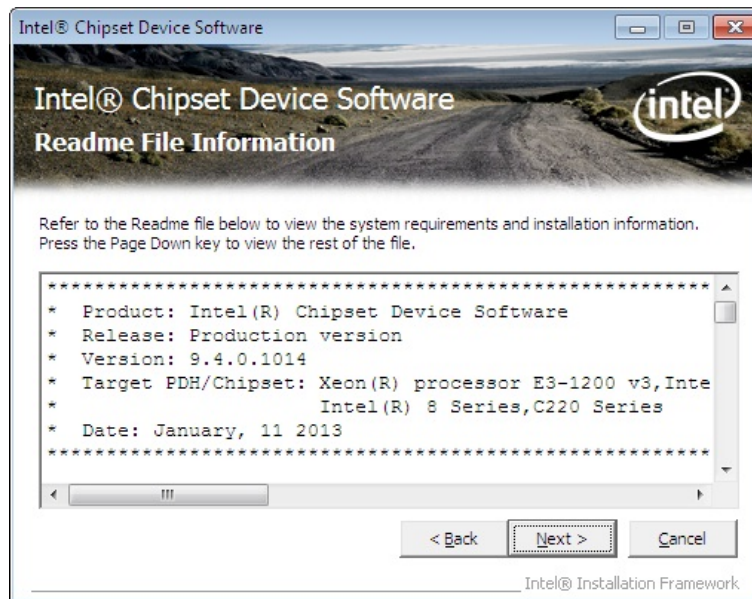 Intel® Chipset Device Software
Intel® Chipset Device Software
intel
Readme File Information
Refer to the Readme file below to view the system requirements and installation information.
Press the Page Down key to view the rest of the file.
************************************************************
* Product: Intel(R) Chipset Device Software
* Release: Production version
* Version: 9.4.0.1014
* Target PDH/Chipset: Xeon(R) processor E3-1200 v3,Inte
* Intel(R) 8 Series,C220 Series
* Date: January, 11 2013
************************************************************
< Back
Next >
Cancel
Intel® Installation Framework